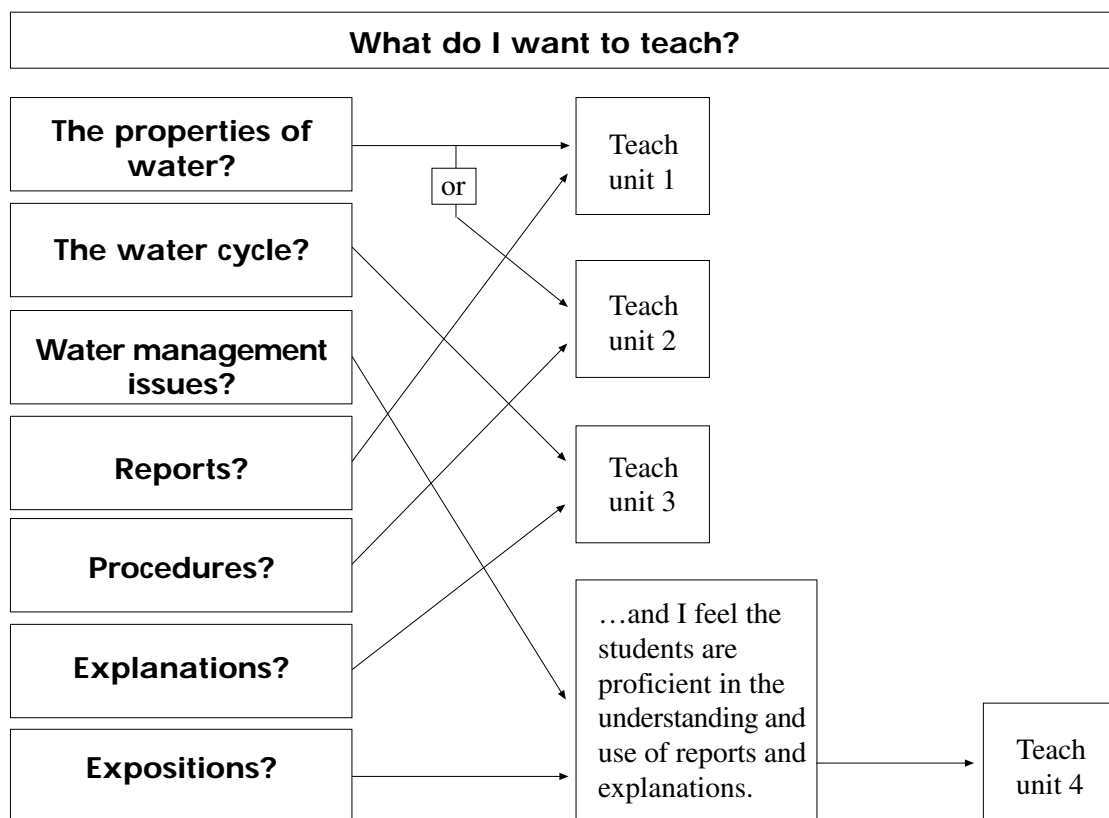 What do I want to teach?
The properties of
water?
Teach
unit 1
or
The water cycle?
Teach
unit 2
Water management
issues?
Reports?
Teach
unit 3
Procedures?
Explanations?
…and I feel the
students are
proficient in the
understanding and
use of reports and
explanations.
Expositions?
Teach
unit 4